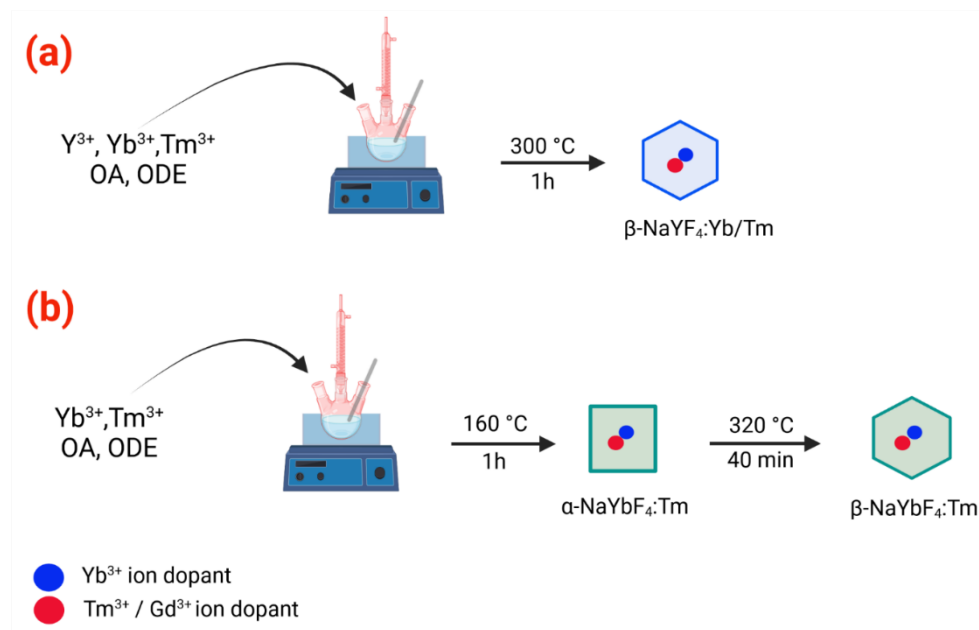 (a)
Y³⁺, Yb³⁺,Tm³⁺
OA, ODE
300 °C
1h
β-NaYF₄:Yb/Tm
(b)
Yb³⁺,Tm³⁺
OA, ODE
160 °C
1h
α-NaYbF₄:Tm
320 °C
40 min
β-NaYbF₄:Tm
Yb³⁺ ion dopant
Tm³⁺ / Gd³⁺ ion dopant